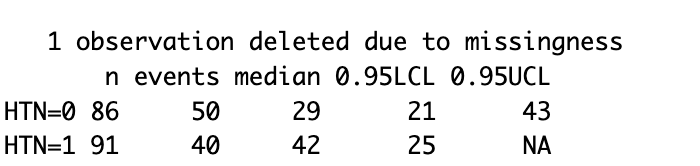 1 observation deleted due to missingness
n events median 0.95LCL 0.95UCL
HTN=0 86 50 29 21 43
HTN=1 91 40 42 25 NA